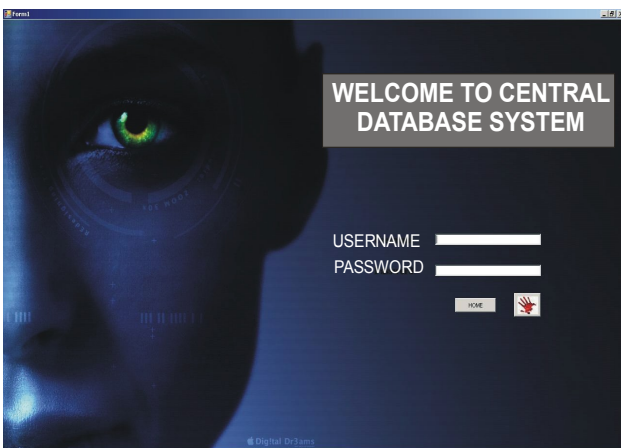 Form1
WELCOME TO CENTRAL
DATABASE SYSTEM
USERNAME
PASSWORD
HOME
Digital Dr3ams